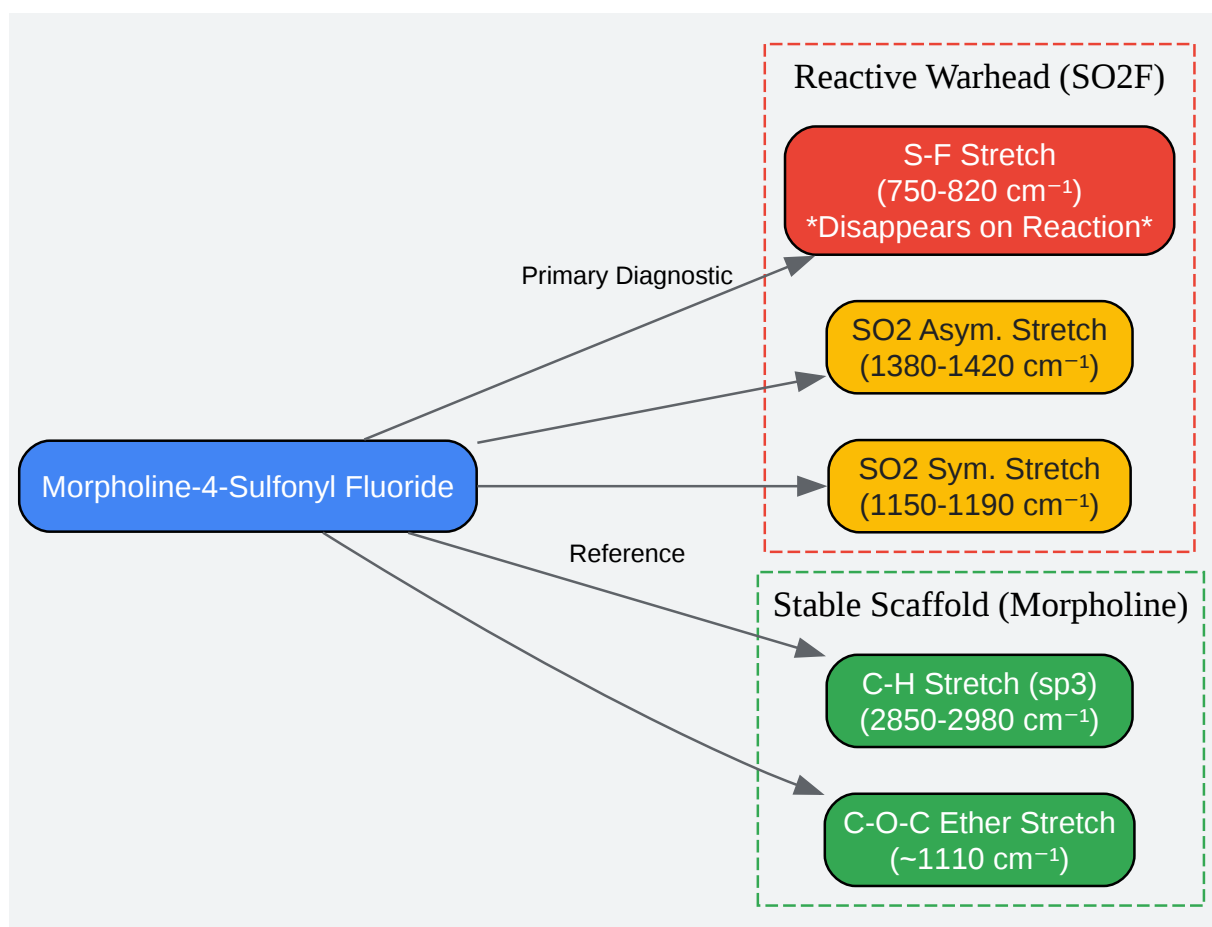 Reactive Warhead (SO2F)
S-F Stretch
(750-820 cm⁻¹)
*Disappears on Reaction*
Primary Diagnostic
SO2 Asym. Stretch
(1380-1420 cm⁻¹)
Morpholine-4-Sulfonyl Fluoride
SO2 Sym. Stretch
(1150-1190 cm⁻¹)
Reference
Stable Scaffold (Morpholine)
C-H Stretch (sp3)
(2850-2980 cm⁻¹)
C-O-C Ether Stretch
(~1110 cm⁻¹)